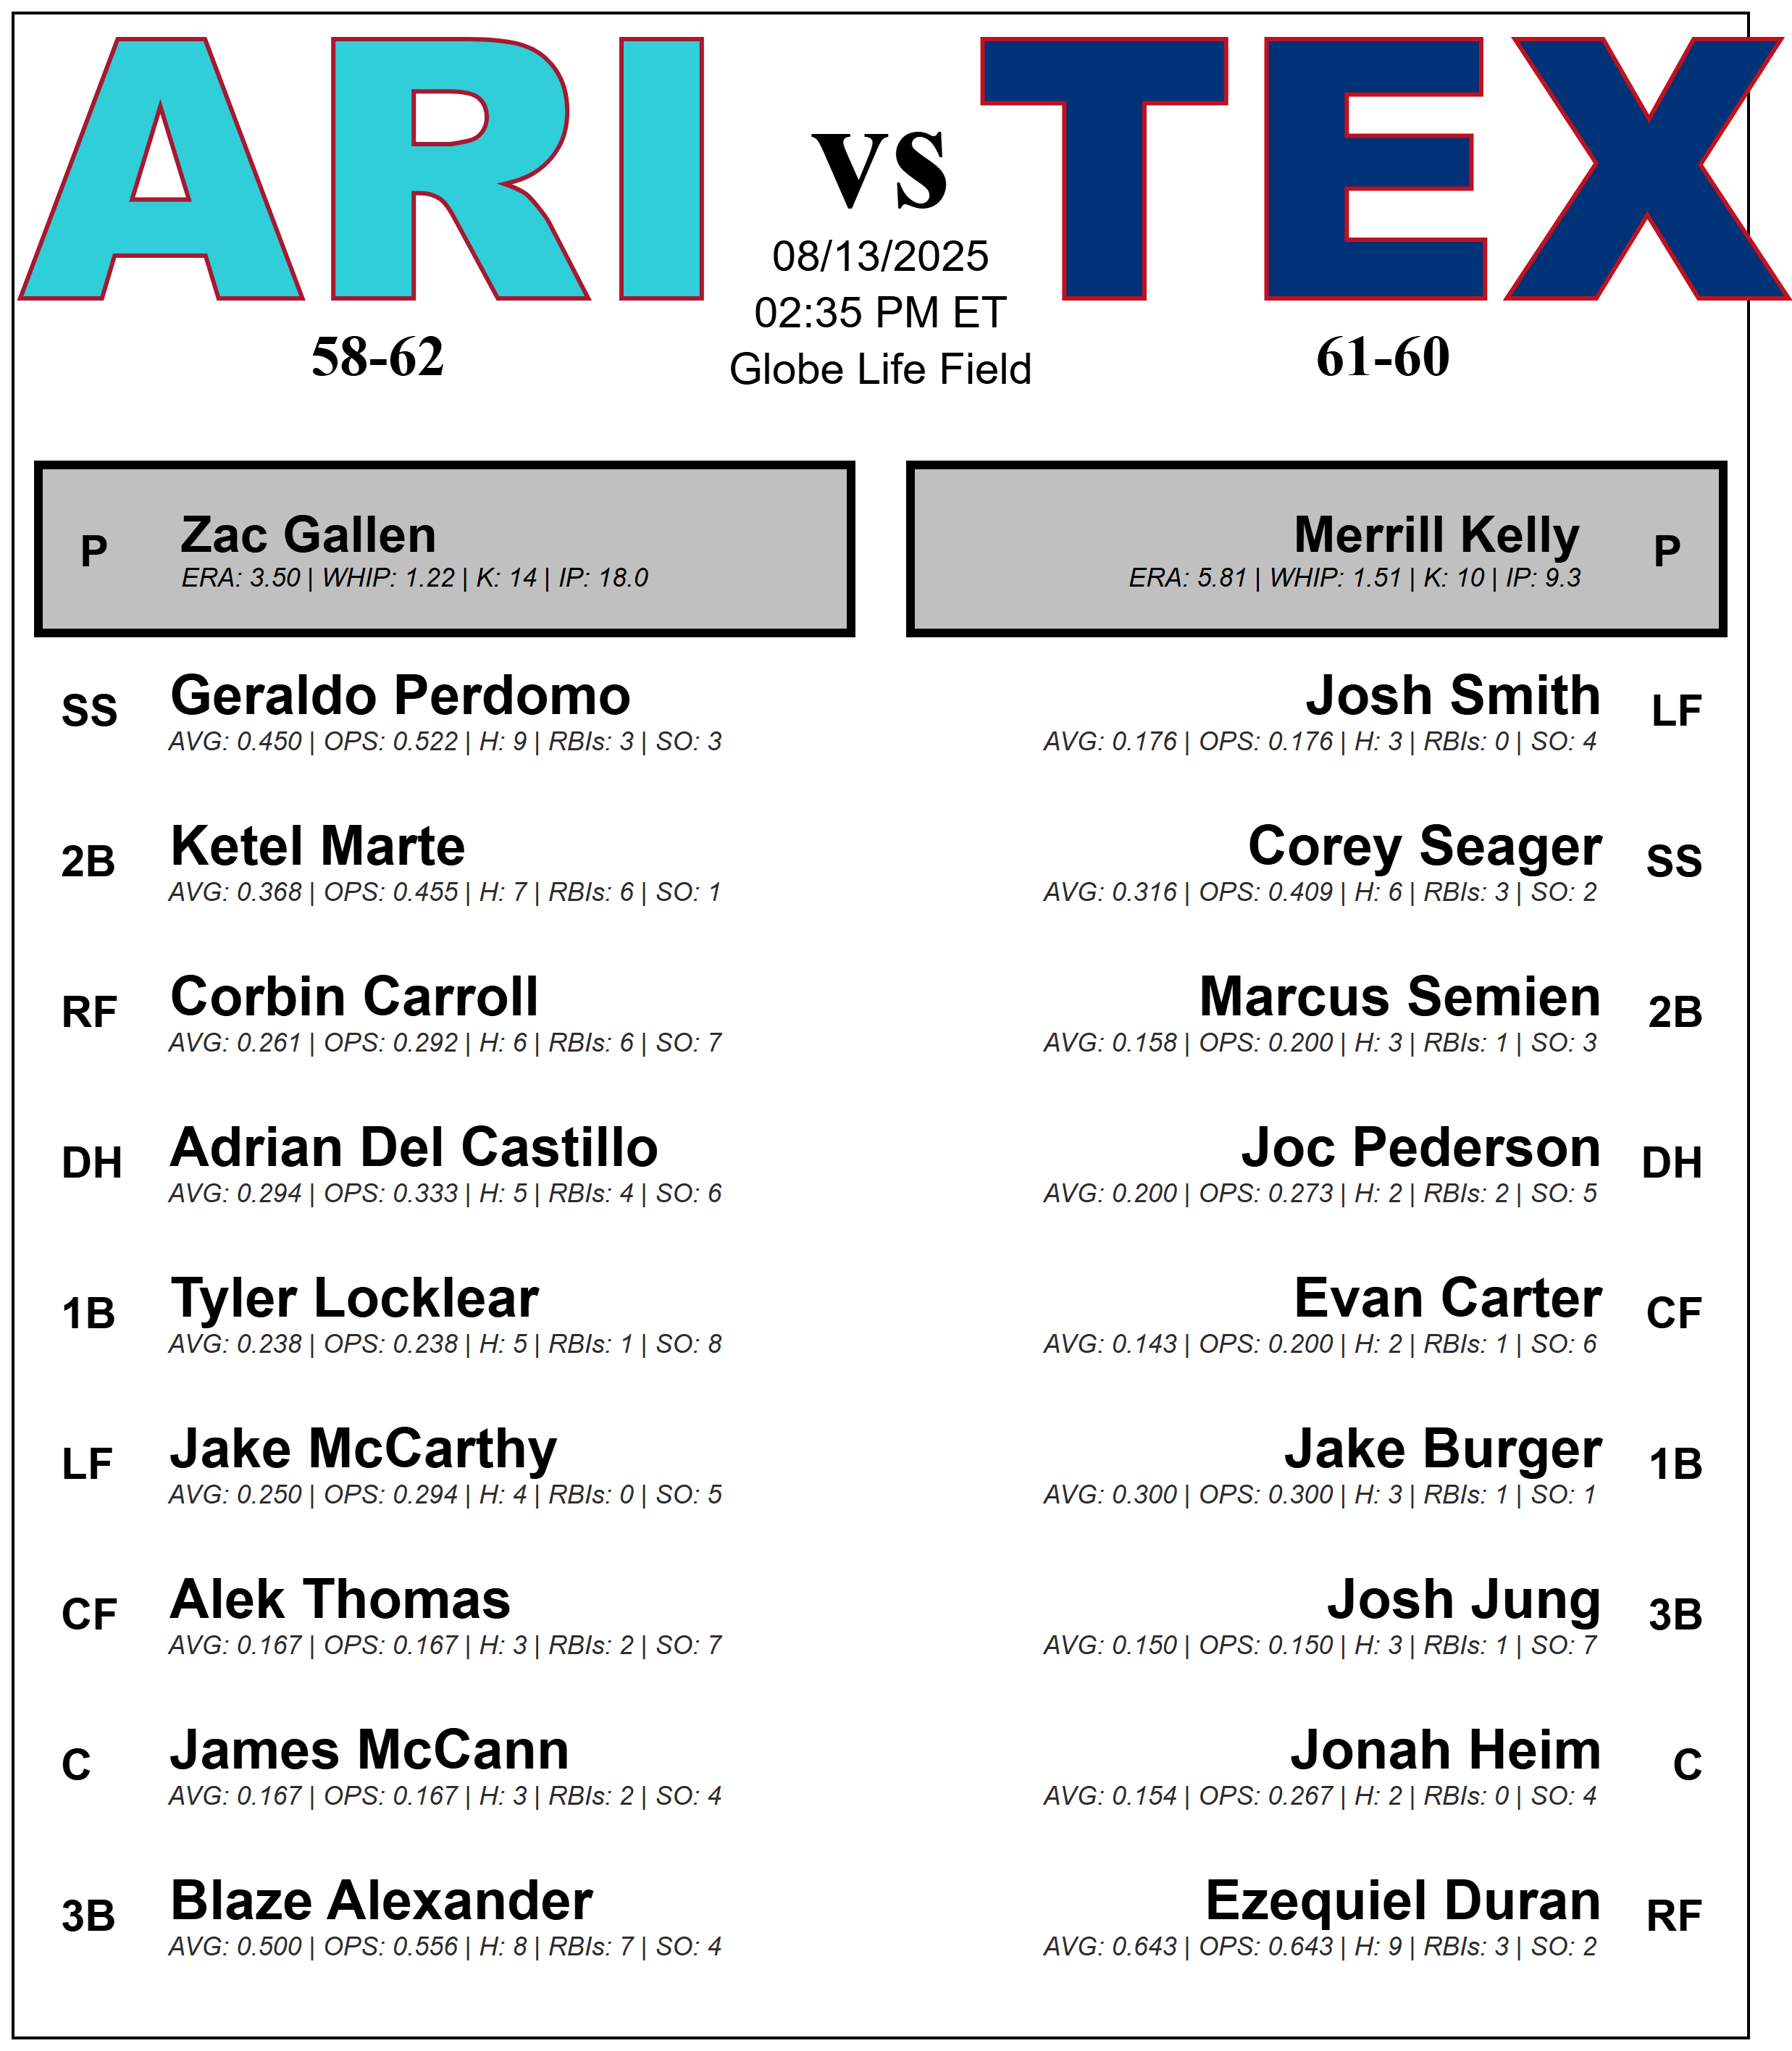 ARI vs TEX
08/13/2025
02:35 PM ET
58-62 Globe Life Field 61-60
P Zac Gallen
ERA: 3.50 | WHIP: 1.22 | K: 14 | IP: 18.0
Merrill Kelly P
ERA: 5.81 | WHIP: 1.51 | K: 10 | IP: 9.3
SS Geraldo Perdomo
AVG: 0.450 | OPS: 0.522 | H: 9 | RBIs: 3 | SO: 3
2B Ketel Marte
AVG: 0.368 | OPS: 0.455 | H: 7 | RBIs: 6 | SO: 1
RF Corbin Carroll
AVG: 0.261 | OPS: 0.292 | H: 6 | RBIs: 6 | SO: 7
DH Adrian Del Castillo
AVG: 0.294 | OPS: 0.333 | H: 5 | RBIs: 4 | SO: 6
1B Tyler Locklear
AVG: 0.238 | OPS: 0.238 | H: 5 | RBIs: 1 | SO: 8
LF Jake McCarthy
AVG: 0.250 | OPS: 0.294 | H: 4 | RBIs: 0 | SO: 5
CF Alek Thomas
AVG: 0.167 | OPS: 0.167 | H: 3 | RBIs: 2 | SO: 7
C James McCann
AVG: 0.167 | OPS: 0.167 | H: 3 | RBIs: 2 | SO: 4
3B Blaze Alexander
AVG: 0.500 | OPS: 0.556 | H: 8 | RBIs: 7 | SO: 4
Josh Smith LF
AVG: 0.176 | OPS: 0.176 | H: 3 | RBIs: 0 | SO: 4
Corey Seager SS
AVG: 0.316 | OPS: 0.409 | H: 6 | RBIs: 3 | SO: 2
Marcus Semien 2B
AVG: 0.158 | OPS: 0.200 | H: 3 | RBIs: 1 | SO: 3
Joc Pederson DH
AVG: 0.200 | OPS: 0.273 | H: 2 | RBIs: 2 | SO: 5
Evan Carter CF
AVG: 0.143 | OPS: 0.200 | H: 2 | RBIs: 1 | SO: 6
Jake Burger 1B
AVG: 0.300 | OPS: 0.300 | H: 3 | RBIs: 1 | SO: 1
Josh Jung 3B
AVG: 0.150 | OPS: 0.150 | H: 3 | RBIs: 1 | SO: 7
Jonah Heim C
AVG: 0.154 | OPS: 0.267 | H: 2 | RBIs: 0 | SO: 4
Ezequiel Duran RF
AVG: 0.643 | OPS: 0.643 | H: 9 | RBIs: 3 | SO: 2